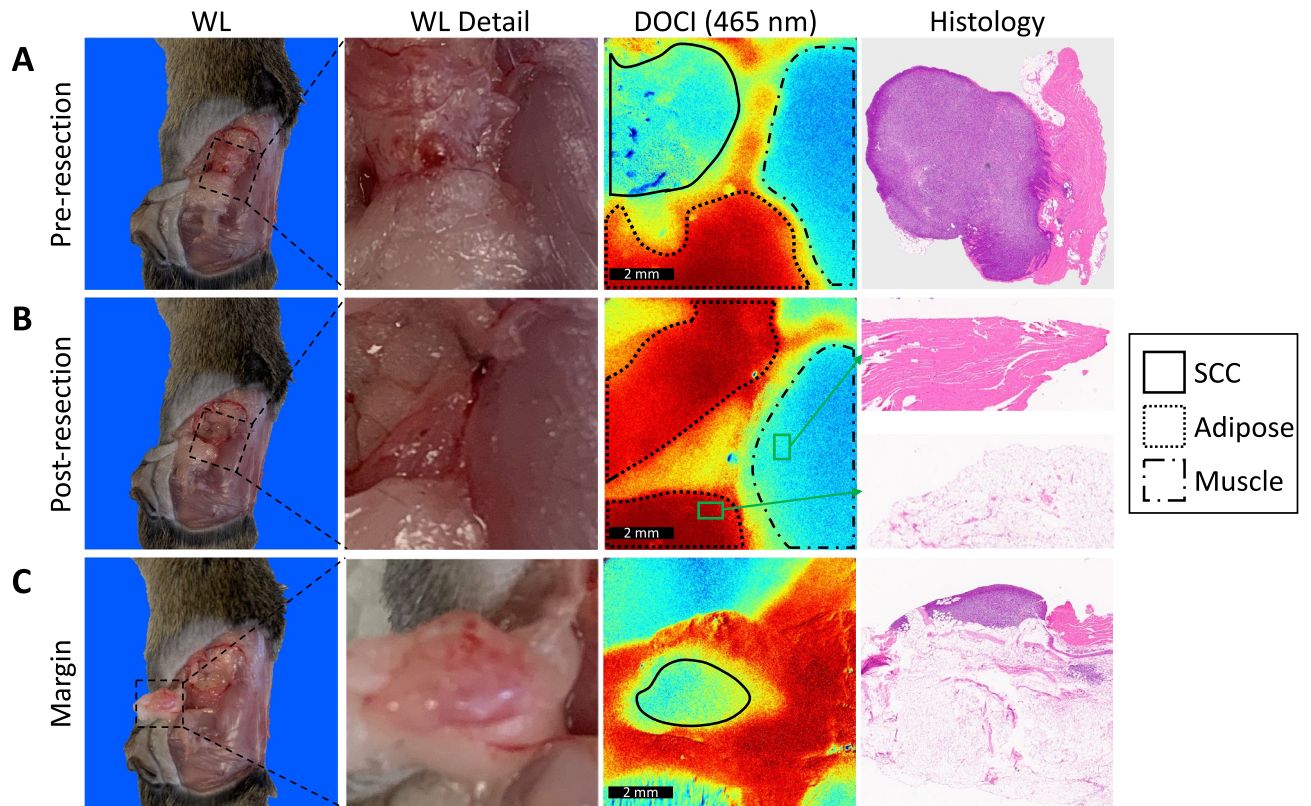 WL WL Detail DOCI (465 nm) Histology
A
Pre-resection
2 mm
B
Post-resection
2 mm
SCC
Adipose
Muscle
C
Margin
2 mm